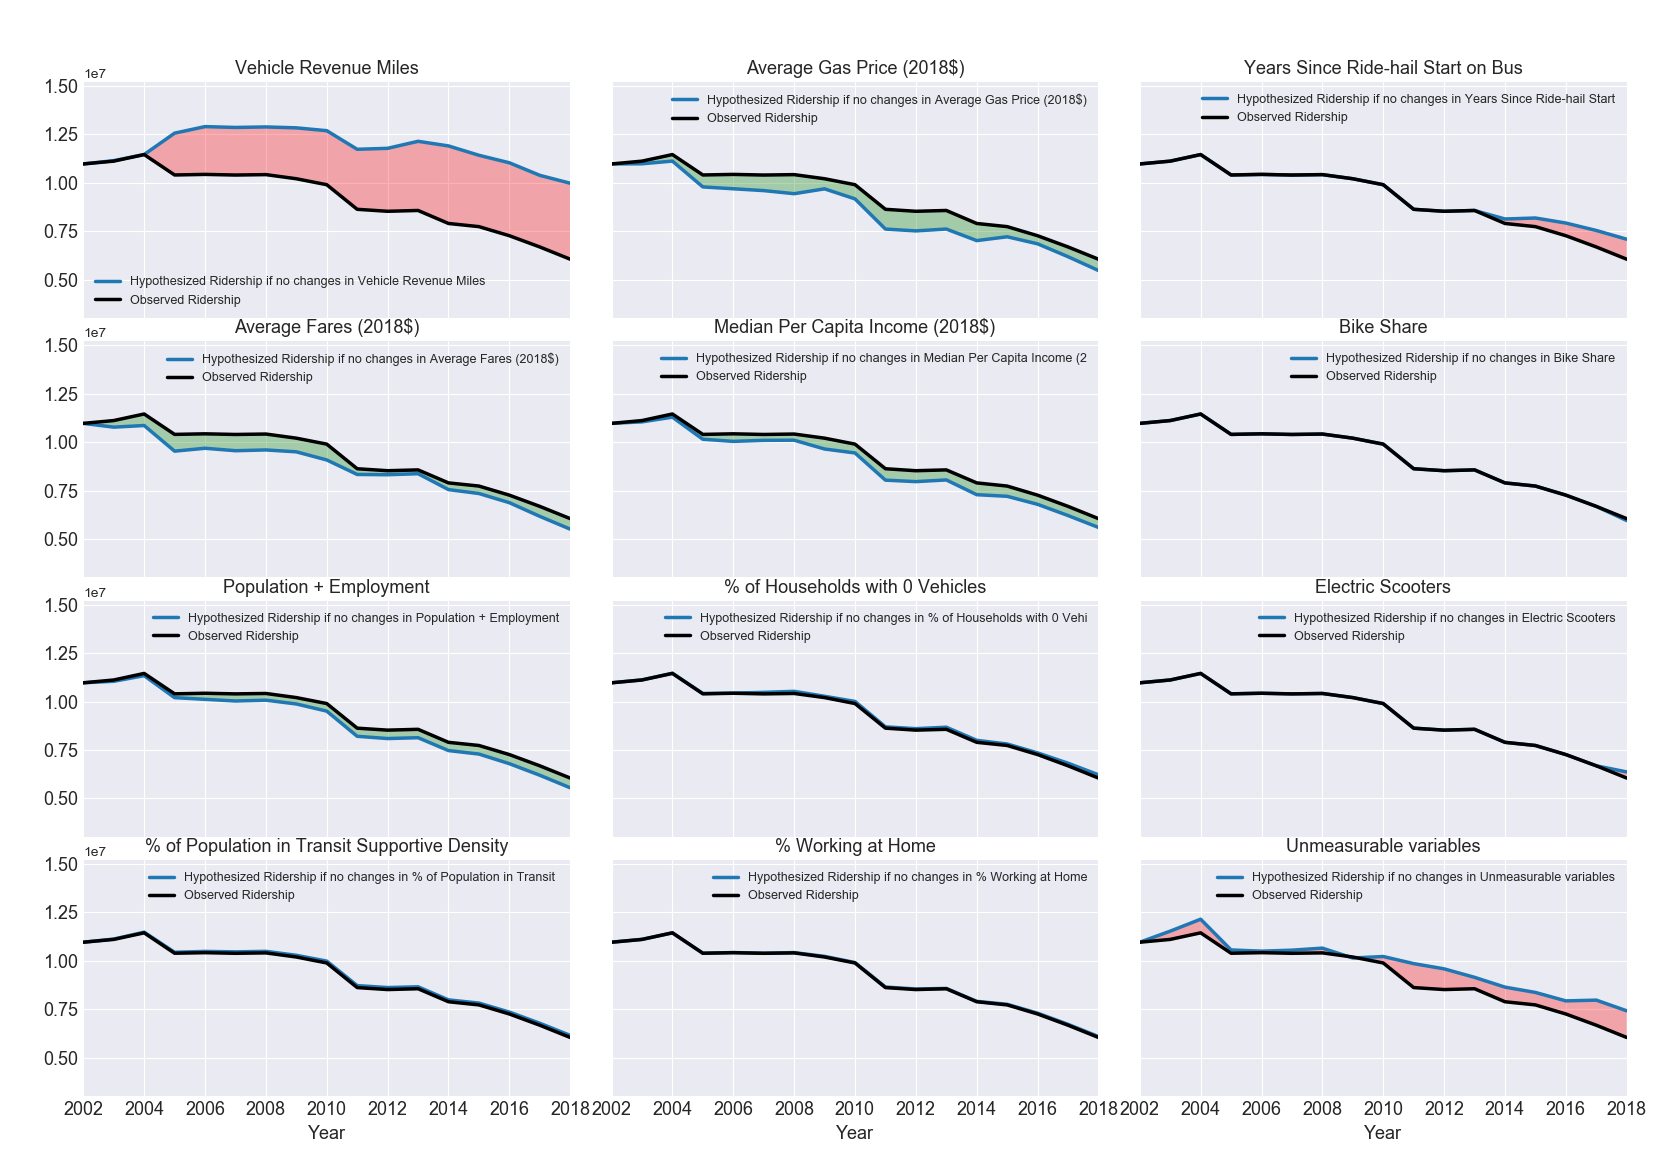 Vehicle Revenue Miles
1e7
1.50
1.25
1.00
0.75
0.50
Hypothesized Ridership if no changes in Vehicle Revenue Miles
Observed Ridership
Average Gas Price (2018$)
Hypothesized Ridership if no changes in Average Gas Price (2018$)
Observed Ridership
Years Since Ride-hail Start on Bus
Hypothesized Ridership if no changes in Years Since Ride-hail Start
Observed Ridership
Average Fares (2018$)
1e7
1.50
1.25
1.00
0.75
0.50
Hypothesized Ridership if no changes in Average Fares (2018$)
Observed Ridership
Median Per Capita Income (2018$)
Hypothesized Ridership if no changes in Median Per Capita Income (2
Observed Ridership
Bike Share
Hypothesized Ridership if no changes in Bike Share
Observed Ridership
Population + Employment
1e7
1.50
1.25
1.00
0.75
0.50
Hypothesized Ridership if no changes in Population + Employment
Observed Ridership
% of Households with 0 Vehicles
Hypothesized Ridership if no changes in % of Households with 0 Vehi
Observed Ridership
Electric Scooters
Hypothesized Ridership if no changes in Electric Scooters
Observed Ridership
% of Population in Transit Supportive Density
1e7
1.50
1.25
1.00
0.75
0.50
Hypothesized Ridership if no changes in % of Population in Transit
Observed Ridership
2002 2004 2006 2008 2010 2012 2014 2016 2018
Year
% Working at Home
Hypothesized Ridership if no changes in % Working at Home
Observed Ridership
2002 2004 2006 2008 2010 2012 2014 2016 2018
Year
Unmeasurable variables
Hypothesized Ridership if no changes in Unmeasurable variables
Observed Ridership
2002 2004 2006 2008 2010 2012 2014 2016 2018
Year